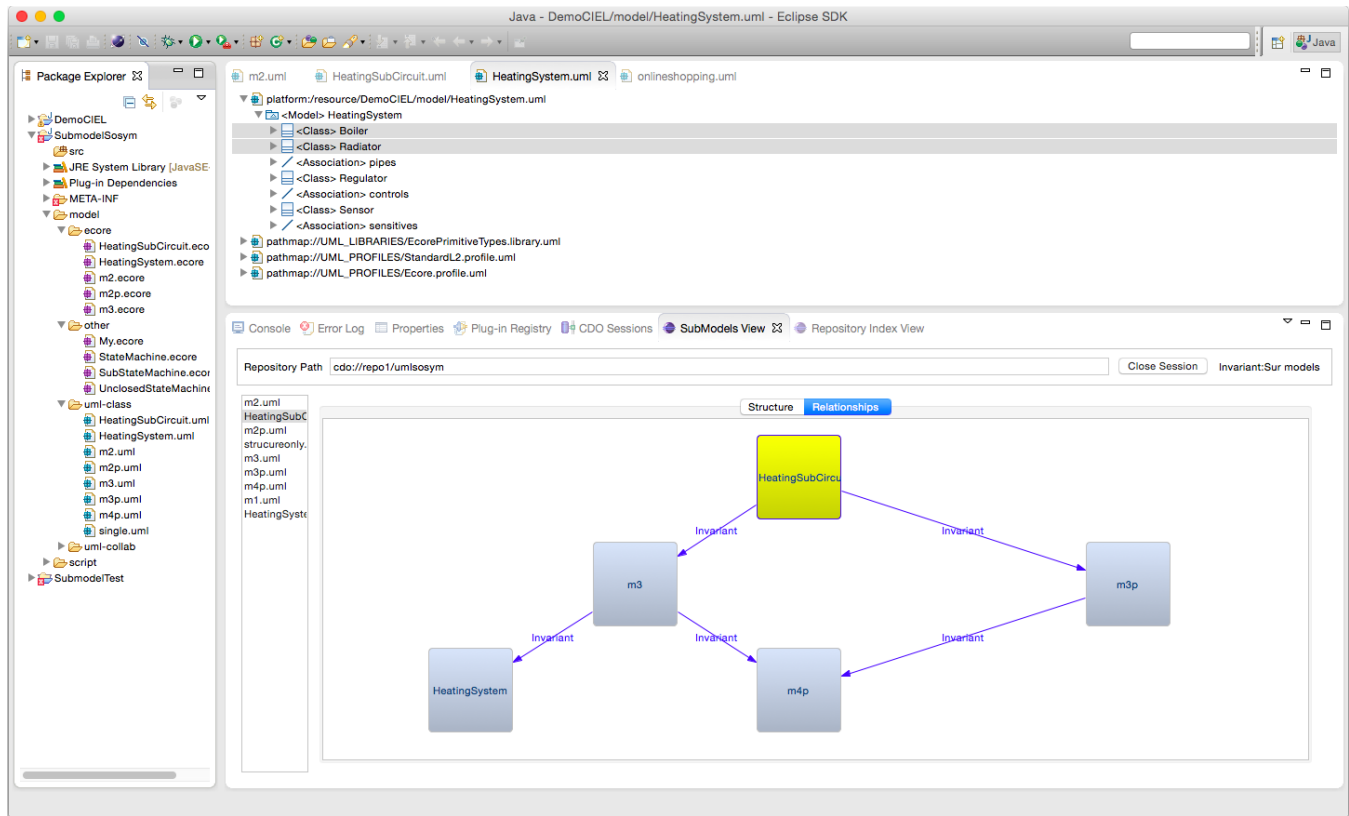 Java - DemoCIEL/model/HeatingSystem.uml - Eclipse SDK
Java
Package Explorer
DemoCIEL
SubmodelSosym
src
JRE System Library [JavaSE-
Plug-in Dependencies
META-INF
model
ecore
HeatingSubCircuit.eco
HeatingSystem.ecore
m2.ecore
m2p.ecore
m3.ecore
other
My.ecore
StateMachine.ecore
SubStateMachine.ecor
UnclosedStateMachine
uml-class
HeatingSubCircuit.uml
HeatingSystem.uml
m2.uml
m2p.uml
m3.uml
m3p.uml
m4p.uml
single.uml
uml-collab
script
SubmodelTest
m2.uml HeatingSubCircuit.uml HeatingSystem.uml onlineshopping.uml
platform:/resource/DemoCIEL/model/HeatingSystem.uml
<Model> HeatingSystem
<Class> Boiler
<Class> Radiator
<Association> pipes
<Class> Regulator
<Association> controls
<Class> Sensor
<Association> sensitives
pathmap://UML_LIBRARIES/EcorePrimitiveTypes.library.uml
pathmap://UML_PROFILES/StandardL2.profile.uml
pathmap://UML_PROFILES/Ecore.profile.uml
Console Error Log Properties Plug-in Registry CDO Sessions SubModels View Repository Index View
Repository Path cdo://repo1/umlsosym Close Session Invariant:Sur models
m2.uml
HeatingSubC
m2p.uml
strucureonly.
m3.uml
m3p.uml
m4p.uml
m1.uml
HeatingSyste
Structure Relationships
HeatingSubCircu
Invariant Invariant
m3 m3p
Invariant Invariant Invariant
HeatingSystem m4p